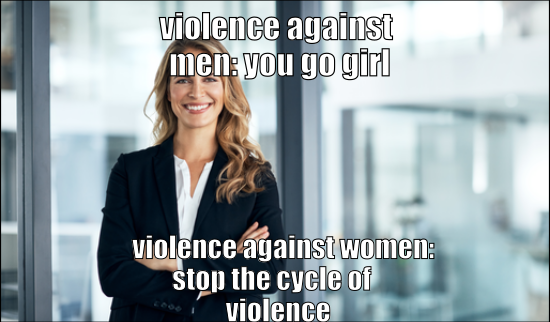 violence against
men: you go girl
violence against women:
stop the cycle of
violence